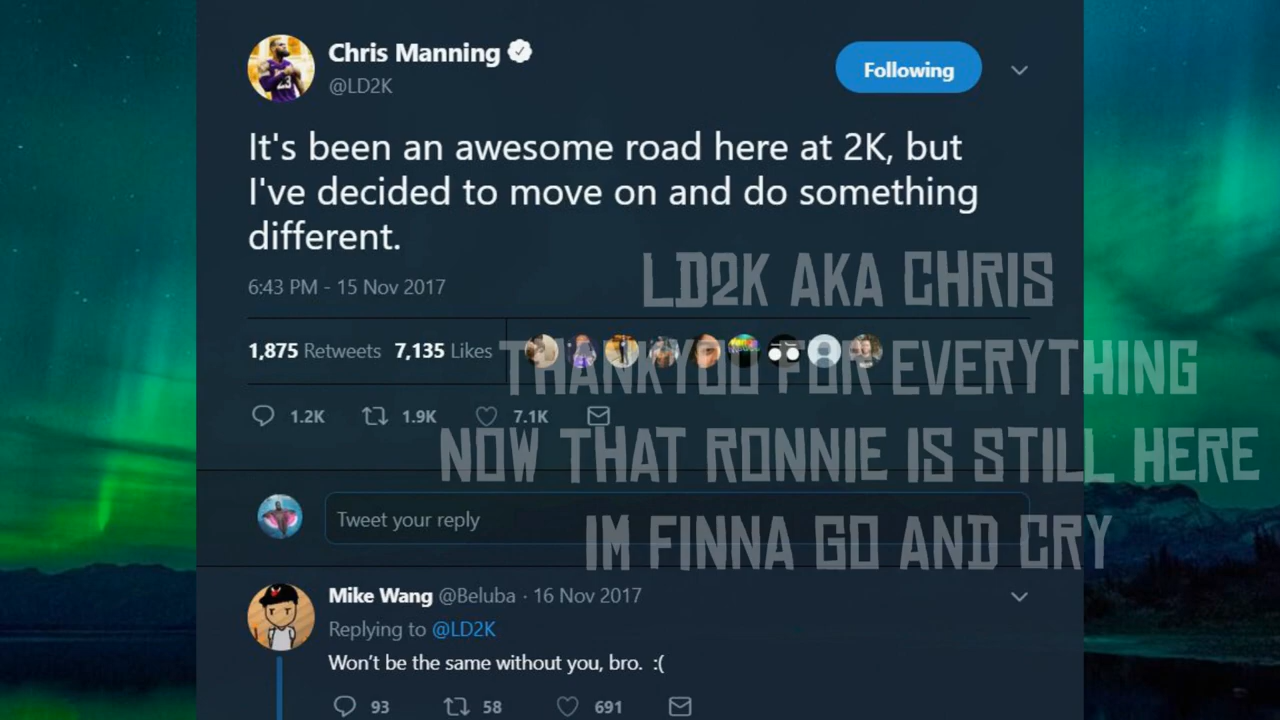 Chris Manning
Following
@LD2K
It's been an awesome road here at 2K, but
I've decided to move on and do something
different.
6:43 PM - 15 Nov 2017
LD2K AKA CHRIS
1,875 Retweets 7,135 Likes
THANKYOU FOR EVERYTHING
1.2K 1.9K 7.1K
NOW THAT RONNIE IS STILL HERE
Tweet your reply
IM FINNA GO AND CRY
Mike Wang @Beluba · 16 Nov 2017
Replying to @LD2K
Won't be the same without you, bro. :(
93 58 691